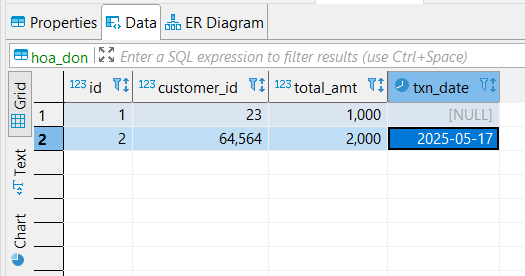 Properties Data ER Diagram
hoa_don Enter a SQL expression to filter results (use Ctrl+Space)
Grid
Text
Chart
123 id 123 customer_id 123 total_amt txn_date
1 1 23 1,000 [NULL]
2 2 64,564 2,000 2025-05-17